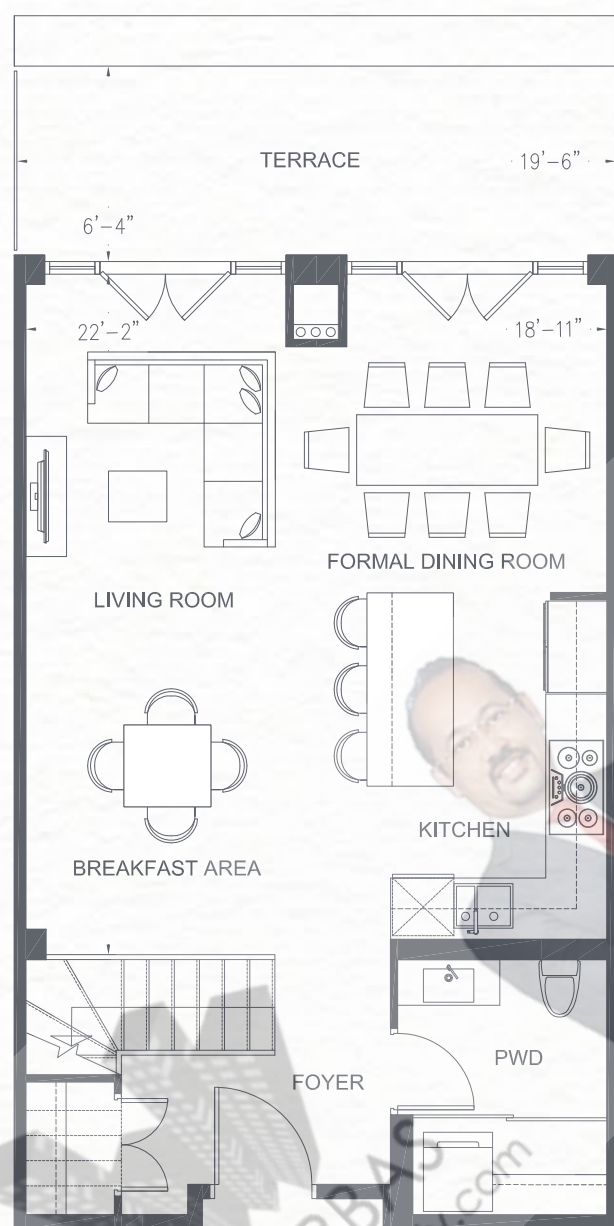 TERRACE
19'-6"
6'-4"
22'-2"
18'-11"
FORMAL DINING ROOM
LIVING ROOM
KITCHEN
BREAKFAST AREA
PWD
FOYER